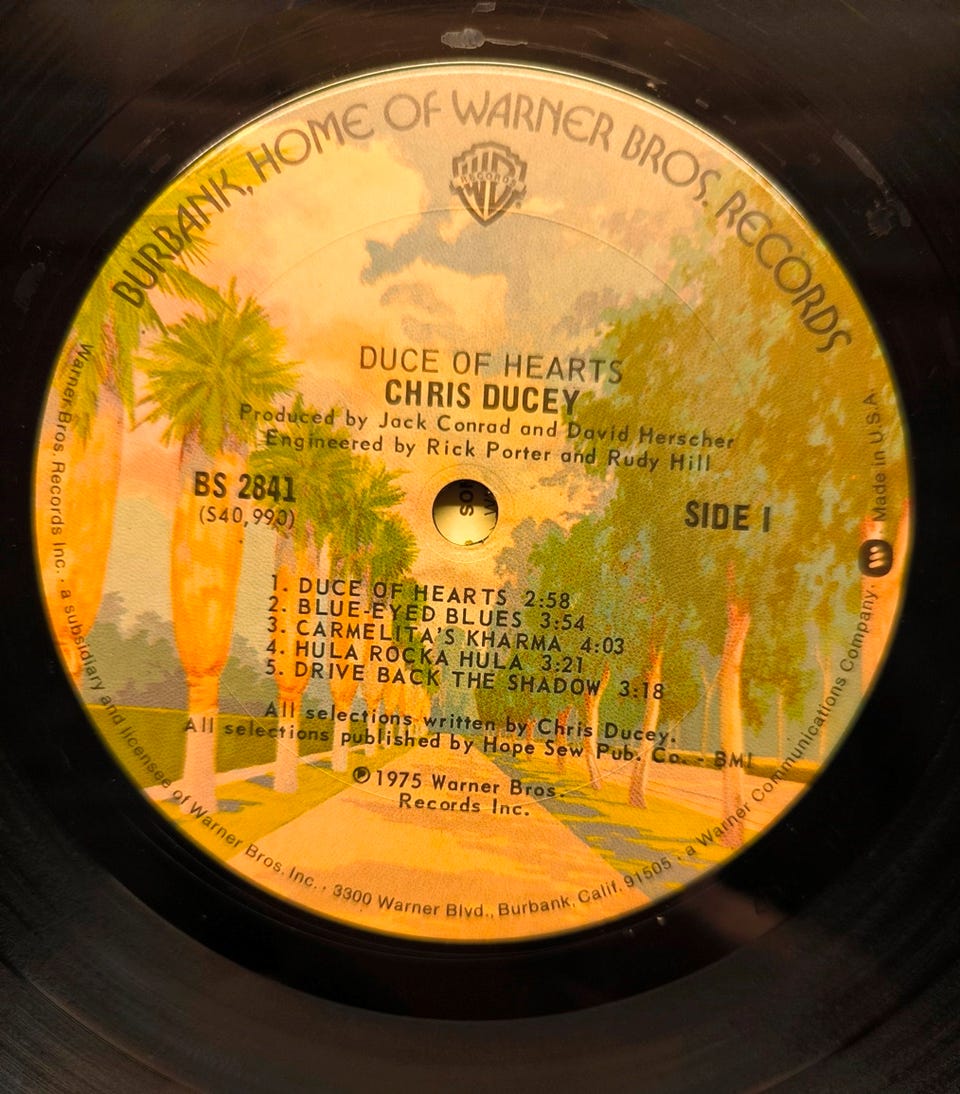 BURBANK, HOME OF WARNER BROS. RECORDS
WB
RECORDS
DUCE OF HEARTS
CHRIS DUCEY
Produced by Jack Conrad and David Herscher
Engineered by Rick Porter and Rudy Hill
BS 2841
(S40,990)
SIDE 1
1. DUCE OF HEARTS 2:58
2. BLUE-EYED BLUES 3:54
3. CARMELITA'S KHARMA 4:03
4. HULA ROCKA HULA 3:21
5. DRIVE BACK THE SHADOW 3:18
All selections written by Chris Ducey.
All selections published by Hope Sew Pub. Co. - BMI
℗1975 Warner Bros.
Records Inc.
Warner Bros. Records Inc. · a subsidiary and licensee of Warner Bros. Inc. · 3300 Warner Blvd., Burbank, Calif. 91505 · a Warner Communications Company. Made in U.S.A.